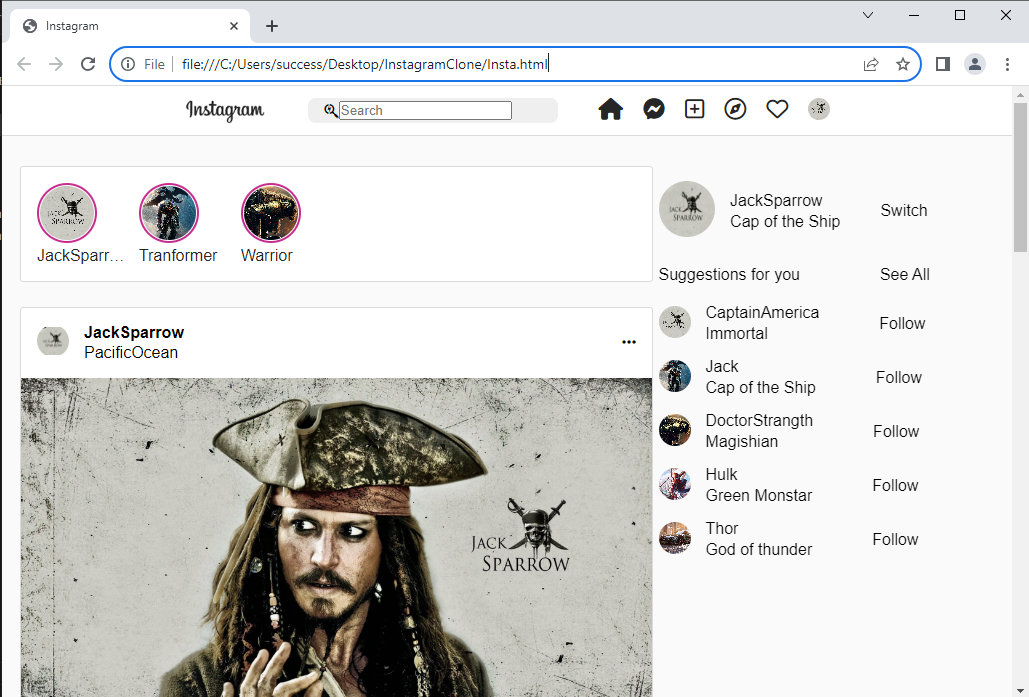 Instagram
File
file:///C:/Users/success/Desktop/InstagramClone/Insta.html
Instagram
Search
JackSparr...
Tranformer
Warrior
JACK
SPARROW
JackSparrow
Cap of the Ship
Switch
Suggestions for you
See All
CaptainAmerica
Immortal
Follow
Jack
Cap of the Ship
Follow
DoctorStrangth
Magishian
Follow
Hulk
Green Monstar
Follow
Thor
God of thunder
Follow
JackSparrow
PacificOcean
JACK
SPARROW